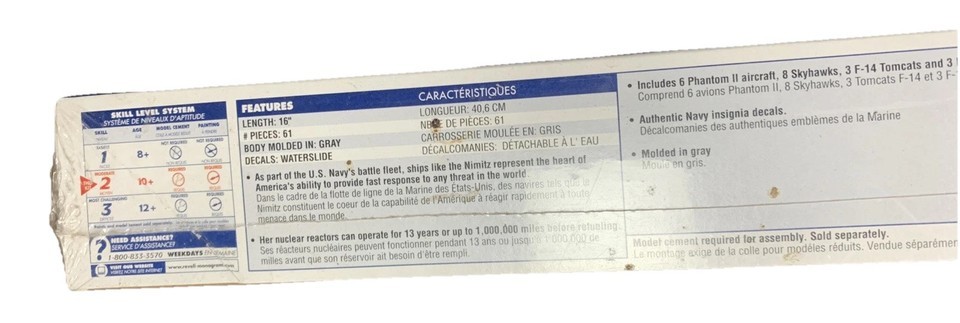 SKILL LEVEL SYSTEM
SYSTÈME DE NIVEAUX D'APTITUDE
SKILL AGE MODEL CEMENT PAINTING
1 8+ NOT REQUIRED NOT REQUIRED
2 10+ REQUIRED REQUIRED
3 12+ REQUIRED REQUIRED
? NEED ASSISTANCE?
SERVICE D'ASSISTANCE?
1-800-833-3570 WEEKDAYS
VISIT OUR WEBSITE
www.revell-monogram.com
FEATURES
LENGTH: 16"
# PIECES: 61
BODY MOLDED IN: GRAY
DECALS: WATERSLIDE
CARACTÉRISTIQUES
LONGUEUR: 40,6 CM
DE PIÈCES: 61
CARROSSERIE MOULÉE EN: GRIS
DÉCALCOMANIES: DÉTACHABLE À L' EAU
• As part of the U.S. Navy's battle fleet, ships like the Nimitz represent the heart of
America's ability to provide fast response to any threat in the world.
Dans le cadre de la flotte de ligne de la Marine des États-Unis, des navires tels que le
Nimitz constituent le coeur de la capabilité de l'Amérique à réagir rapidement à toute
menace dans le monde.
• Her nuclear reactors can operate for 13 years or up to 1,000,000 miles before refueling.
Ses réacteurs nucléaires peuvent fonctionner pendant 13 ans ou jusqu'à 1 000 000 de
milles avant que son réservoir ait besoin d'être rempli.
• Includes 6 Phantom II aircraft, 8 Skyhawks, 3 F-14 Tomcats and 3
Comprend 6 avions Phantom II, 8 Skyhawks, 3 Tomcats F-14 et 3 F-
• Authentic Navy insignia decals.
Décalcomanies des authentiques emblèmes de la Marine
• Molded in gray
Moulé en gris.
Model cement required for assembly. Sold separately.
Le montage exige de la colle pour modèles réduits. Vendue séparémen